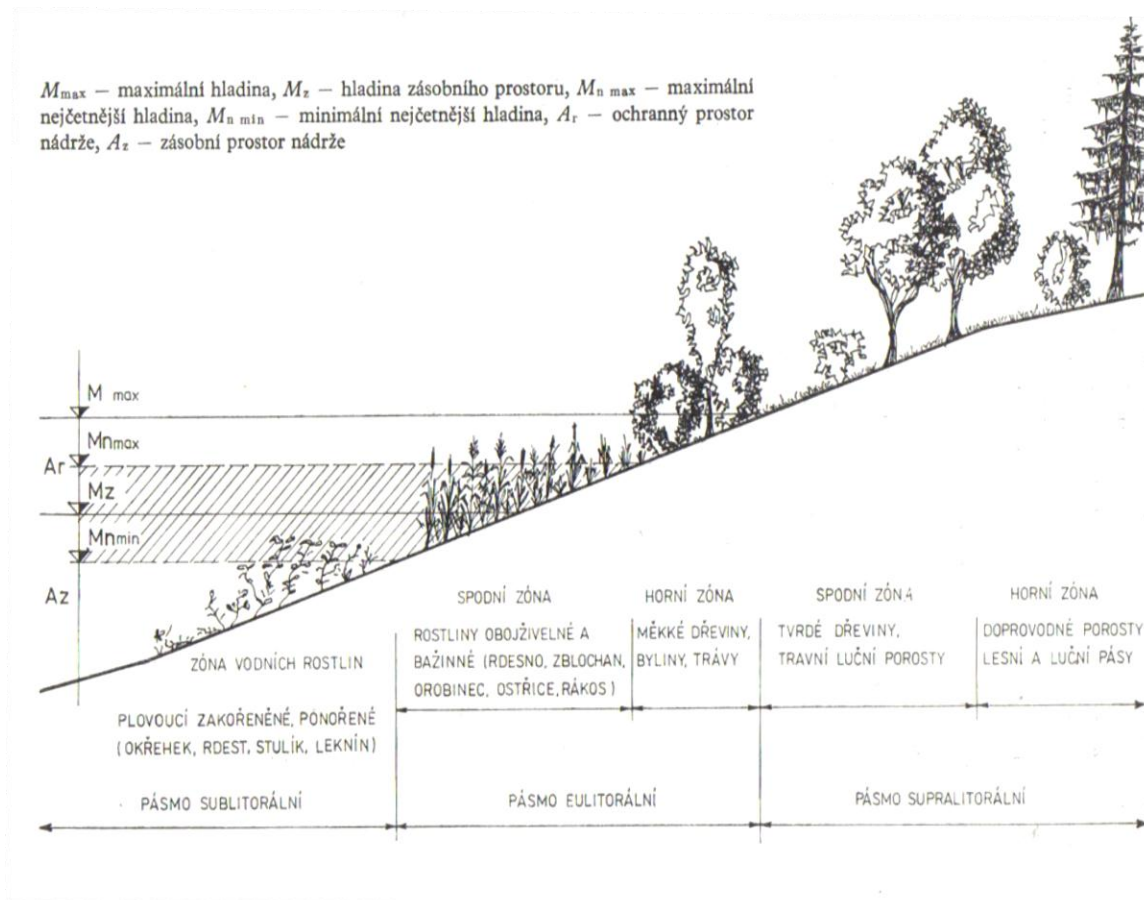 Mmax — maximální hladina, Mz — hladina zásobního prostoru, Mn max — maximální
nejčetnější hladina, Mn min — minimální nejčetnější hladina, Ar — ochranný prostor
nádrže, Az — zásobní prostor nádrže
M max
Mnmax
Ar
Mz
Mnmin
Az
SPODNÍ ZÓNA
HORNÍ ZÓNA
SPODNÍ ZÓNA
HORNÍ ZÓNA
ZÓNA VODNÍCH ROSTLIN
ROSTLINY OBOJŽIVELNÉ A
BAŽINNÉ (RDESNO, ZBLOCHAN,
OROBINEC, OSTŘICE, RÁKOS)
MĚKKÉ DŘEVINY,
BYLINY, TRÁVY
TVRDÉ DŘEVINY,
TRAVNÍ LUČNÍ POROSTY
DOPROVODNÉ POROSTY
LESNÍ A LUČNÍ PÁSY
PLOVOUCÍ ZAKOŘENĚNÉ, PONOŘENÉ
(OKŘEHEK, RDEST, STULÍK, LEKNÍN)
PÁSMO SUBLITORÁLNÍ
PÁSMO EULITORÁLNÍ
PÁSMO SUPRALITORÁLNÍ